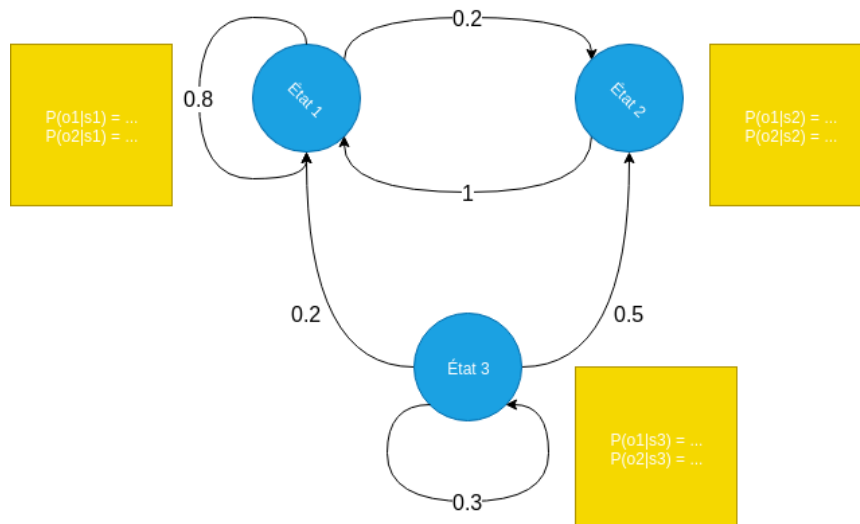 0.2
État 1
État 2
0.8
P(o1|s1) = ...
P(o2|s1) = ...
P(o1|s2) = ...
P(o2|s2) = ...
1
0.2
0.5
État 3
P(o1|s3) = ...
P(o2|s3) = ...
0.3